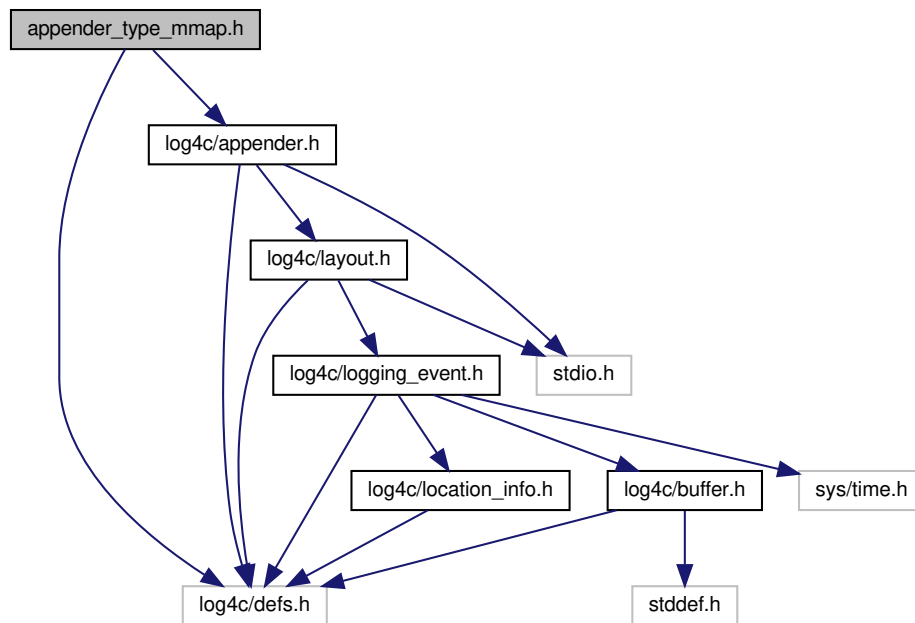 appender_type_mmap.h
log4c/appender.h
log4c/layout.h
log4c/logging_event.h
stdio.h
log4c/location_info.h
log4c/buffer.h
sys/time.h
log4c/defs.h
stddef.h